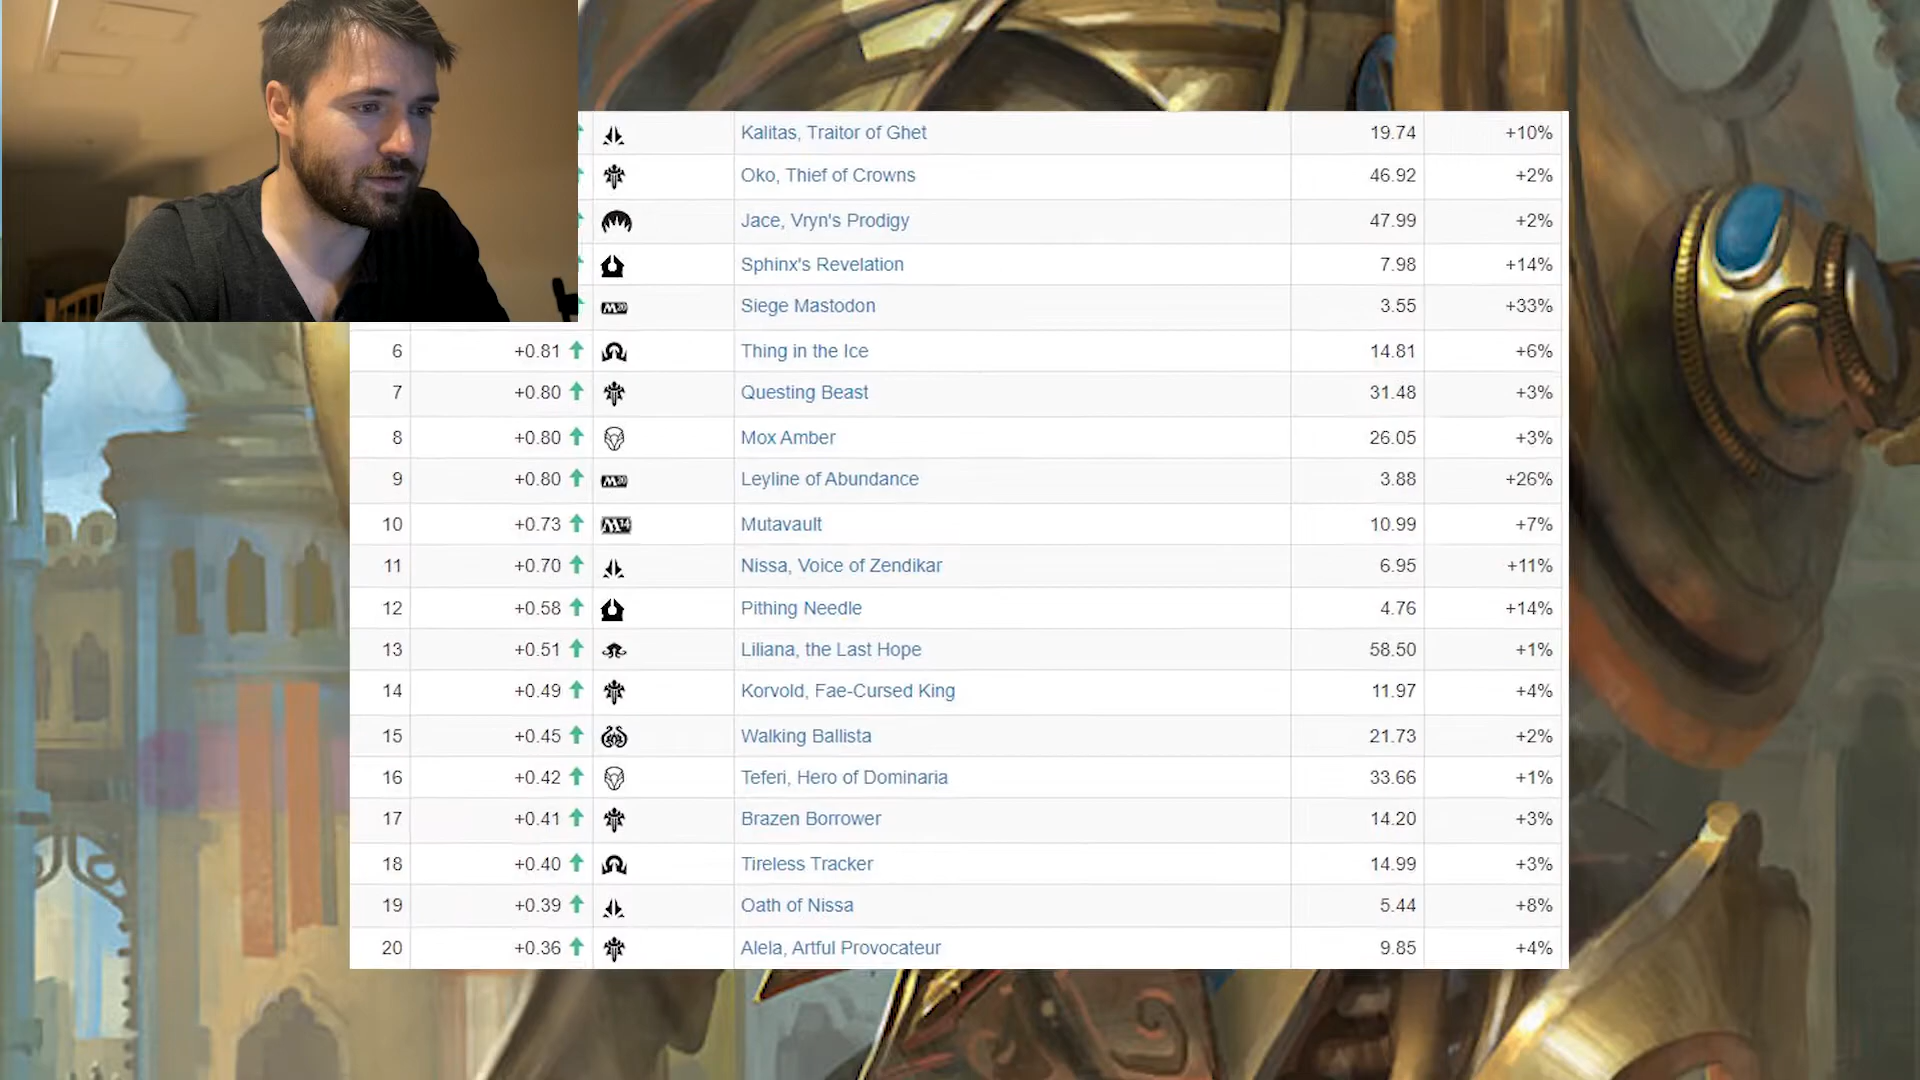 Kalitas, Traitor of Ghet 19.74 +10%
Oko, Thief of Crowns 46.92 +2%
Jace, Vryn's Prodigy 47.99 +2%
Sphinx's Revelation 7.98 +14%
M20 Siege Mastodon 3.55 +33%
6 +0.81 Thing in the Ice 14.81 +6%
7 +0.80 Questing Beast 31.48 +3%
8 +0.80 Mox Amber 26.05 +3%
9 +0.80 M20 Leyline of Abundance 3.88 +26%
10 +0.73 M14 Mutavault 10.99 +7%
11 +0.70 Nissa, Voice of Zendikar 6.95 +11%
12 +0.58 Pithing Needle 4.76 +14%
13 +0.51 Liliana, the Last Hope 58.50 +1%
14 +0.49 Korvold, Fae-Cursed King 11.97 +4%
15 +0.45 Walking Ballista 21.73 +2%
16 +0.42 Teferi, Hero of Dominaria 33.66 +1%
17 +0.41 Brazen Borrower 14.20 +3%
18 +0.40 Tireless Tracker 14.99 +3%
19 +0.39 Oath of Nissa 5.44 +8%
20 +0.36 Alela, Artful Provocateur 9.85 +4%